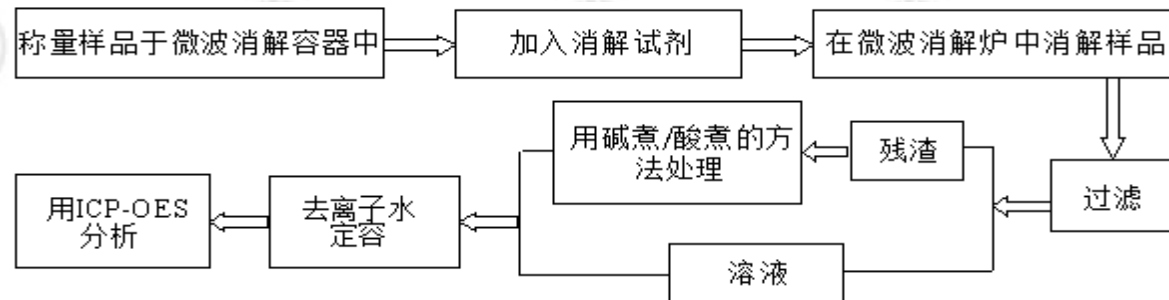 称量样品于微波消解容器中
加入消解试剂
在微波消解炉中消解样品
过滤
残渣
用碱煮/酸煮的方
法处理
溶液
去离子水
定容
用ICP-OES
分析